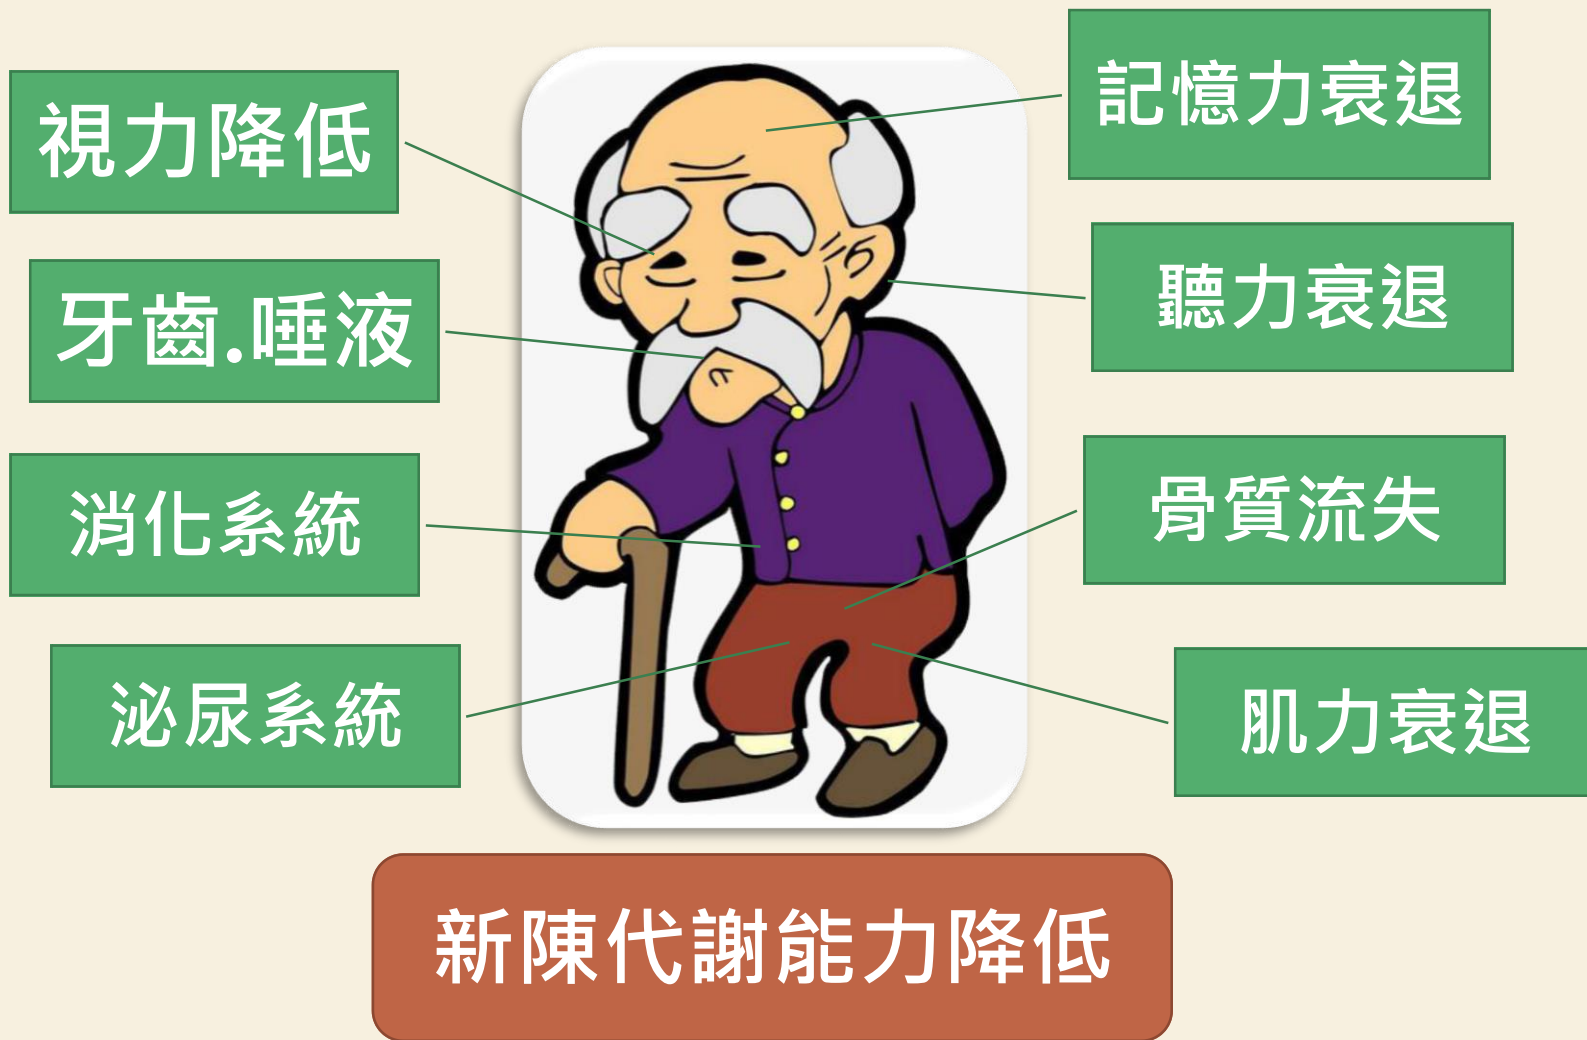 視力降低
牙齒.唾液
消化系統
泌尿系統
記憶力衰退
聽力衰退
骨質流失
肌力衰退
新陳代謝能力降低